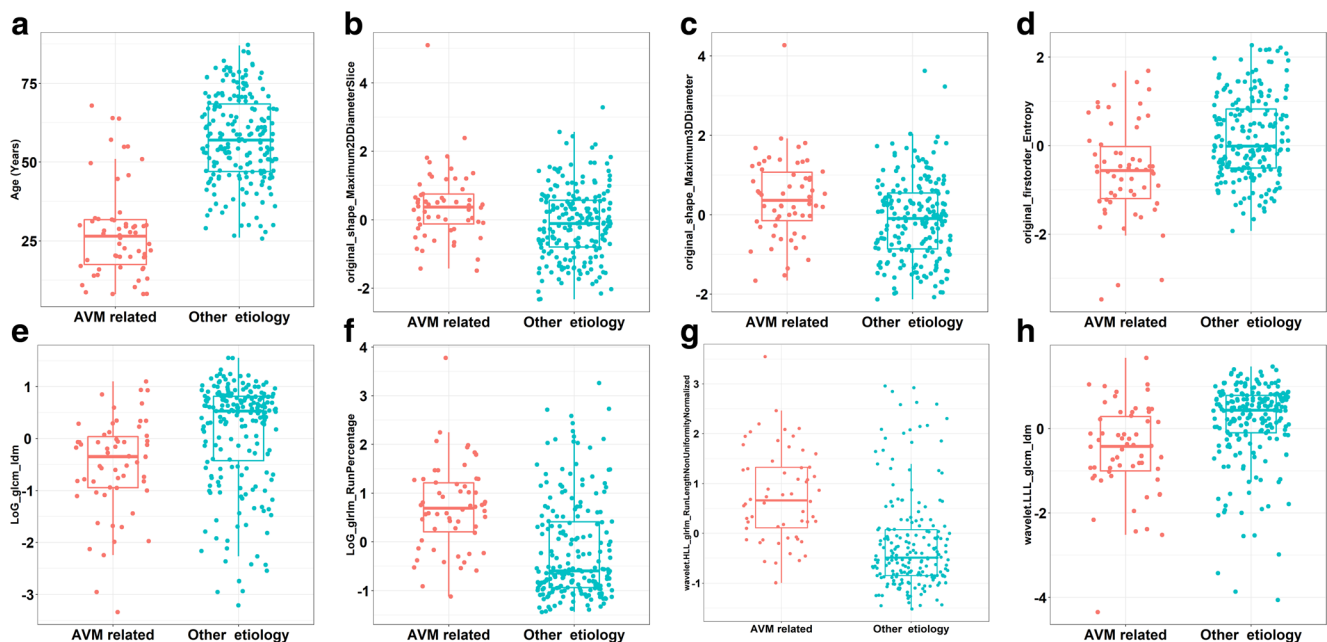 a
Age (Years)
75
50
25
AVM related
Other etiology
b
original_shape_Maximum2DDiameterSlice
4
2
0
-2
AVM related
Other etiology
c
original_shape_Maximum3DDiameter
4
2
0
-2
AVM related
Other etiology
d
original_firstorder_Entropy
2
0
-2
AVM related
Other etiology
e
LoG_glcm_Idm
1
0
-1
-2
-3
AVM related
Other etiology
f
LoG_glrlm_RunPercentage
4
3
2
1
0
-1
AVM related
Other etiology
g
wavelet.HLL_glrlm_RunLengthNonUniformityNormalized
3
2
1
0
-1
AVM related
Other etiology
h
wavelet.LLL_glcm_Idm
0
-2
-4
AVM related
Other etiology